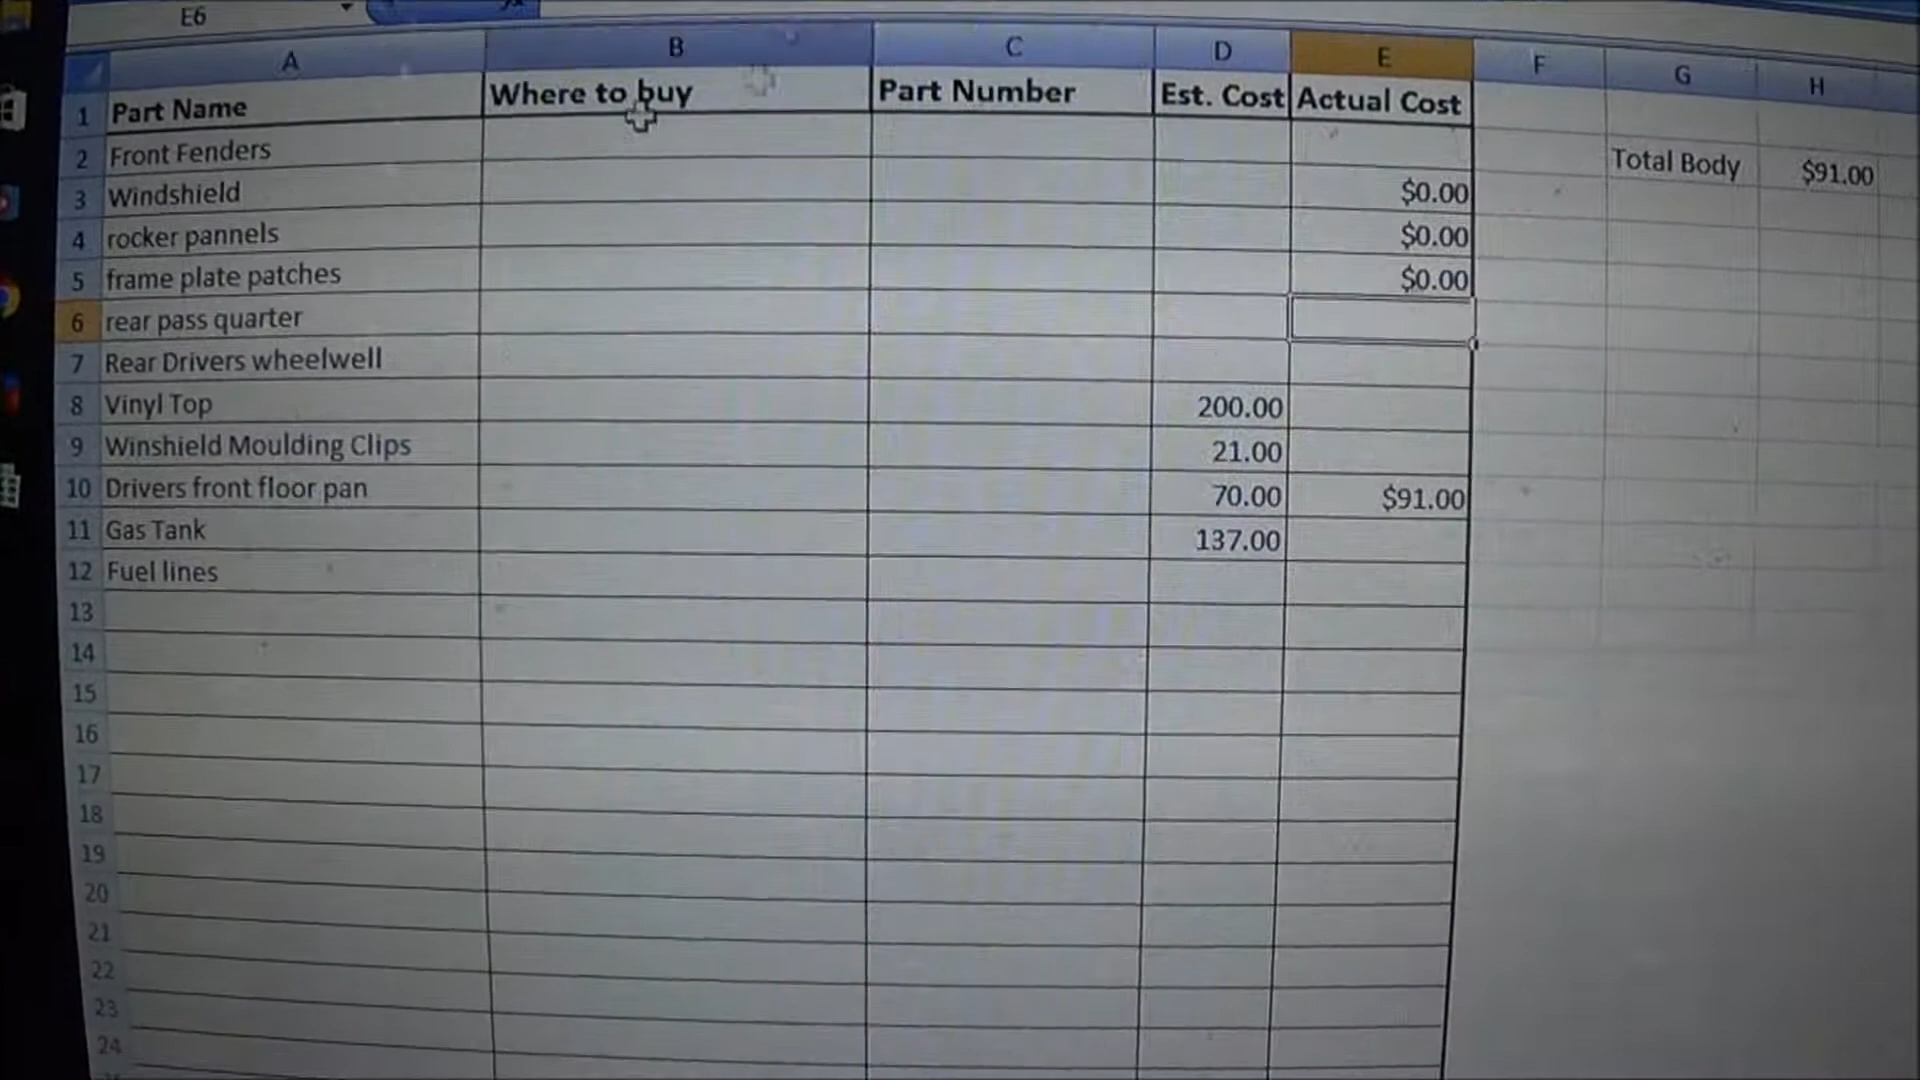 E6
A B C D E F G H
1 Part Name Where to buy Part Number Est. Cost Actual Cost
2 Front Fenders Total Body $91.00
3 Windshield $0.00
4 rocker pannels $0.00
5 frame plate patches $0.00
6 rear pass quarter
7 Rear Drivers wheelwell
8 Vinyl Top 200.00
9 Winshield Moulding Clips 21.00
10 Drivers front floor pan 70.00 $91.00
11 Gas Tank 137.00
12 Fuel lines
13
14
15
16
17
18
19
20
21
22
23
24